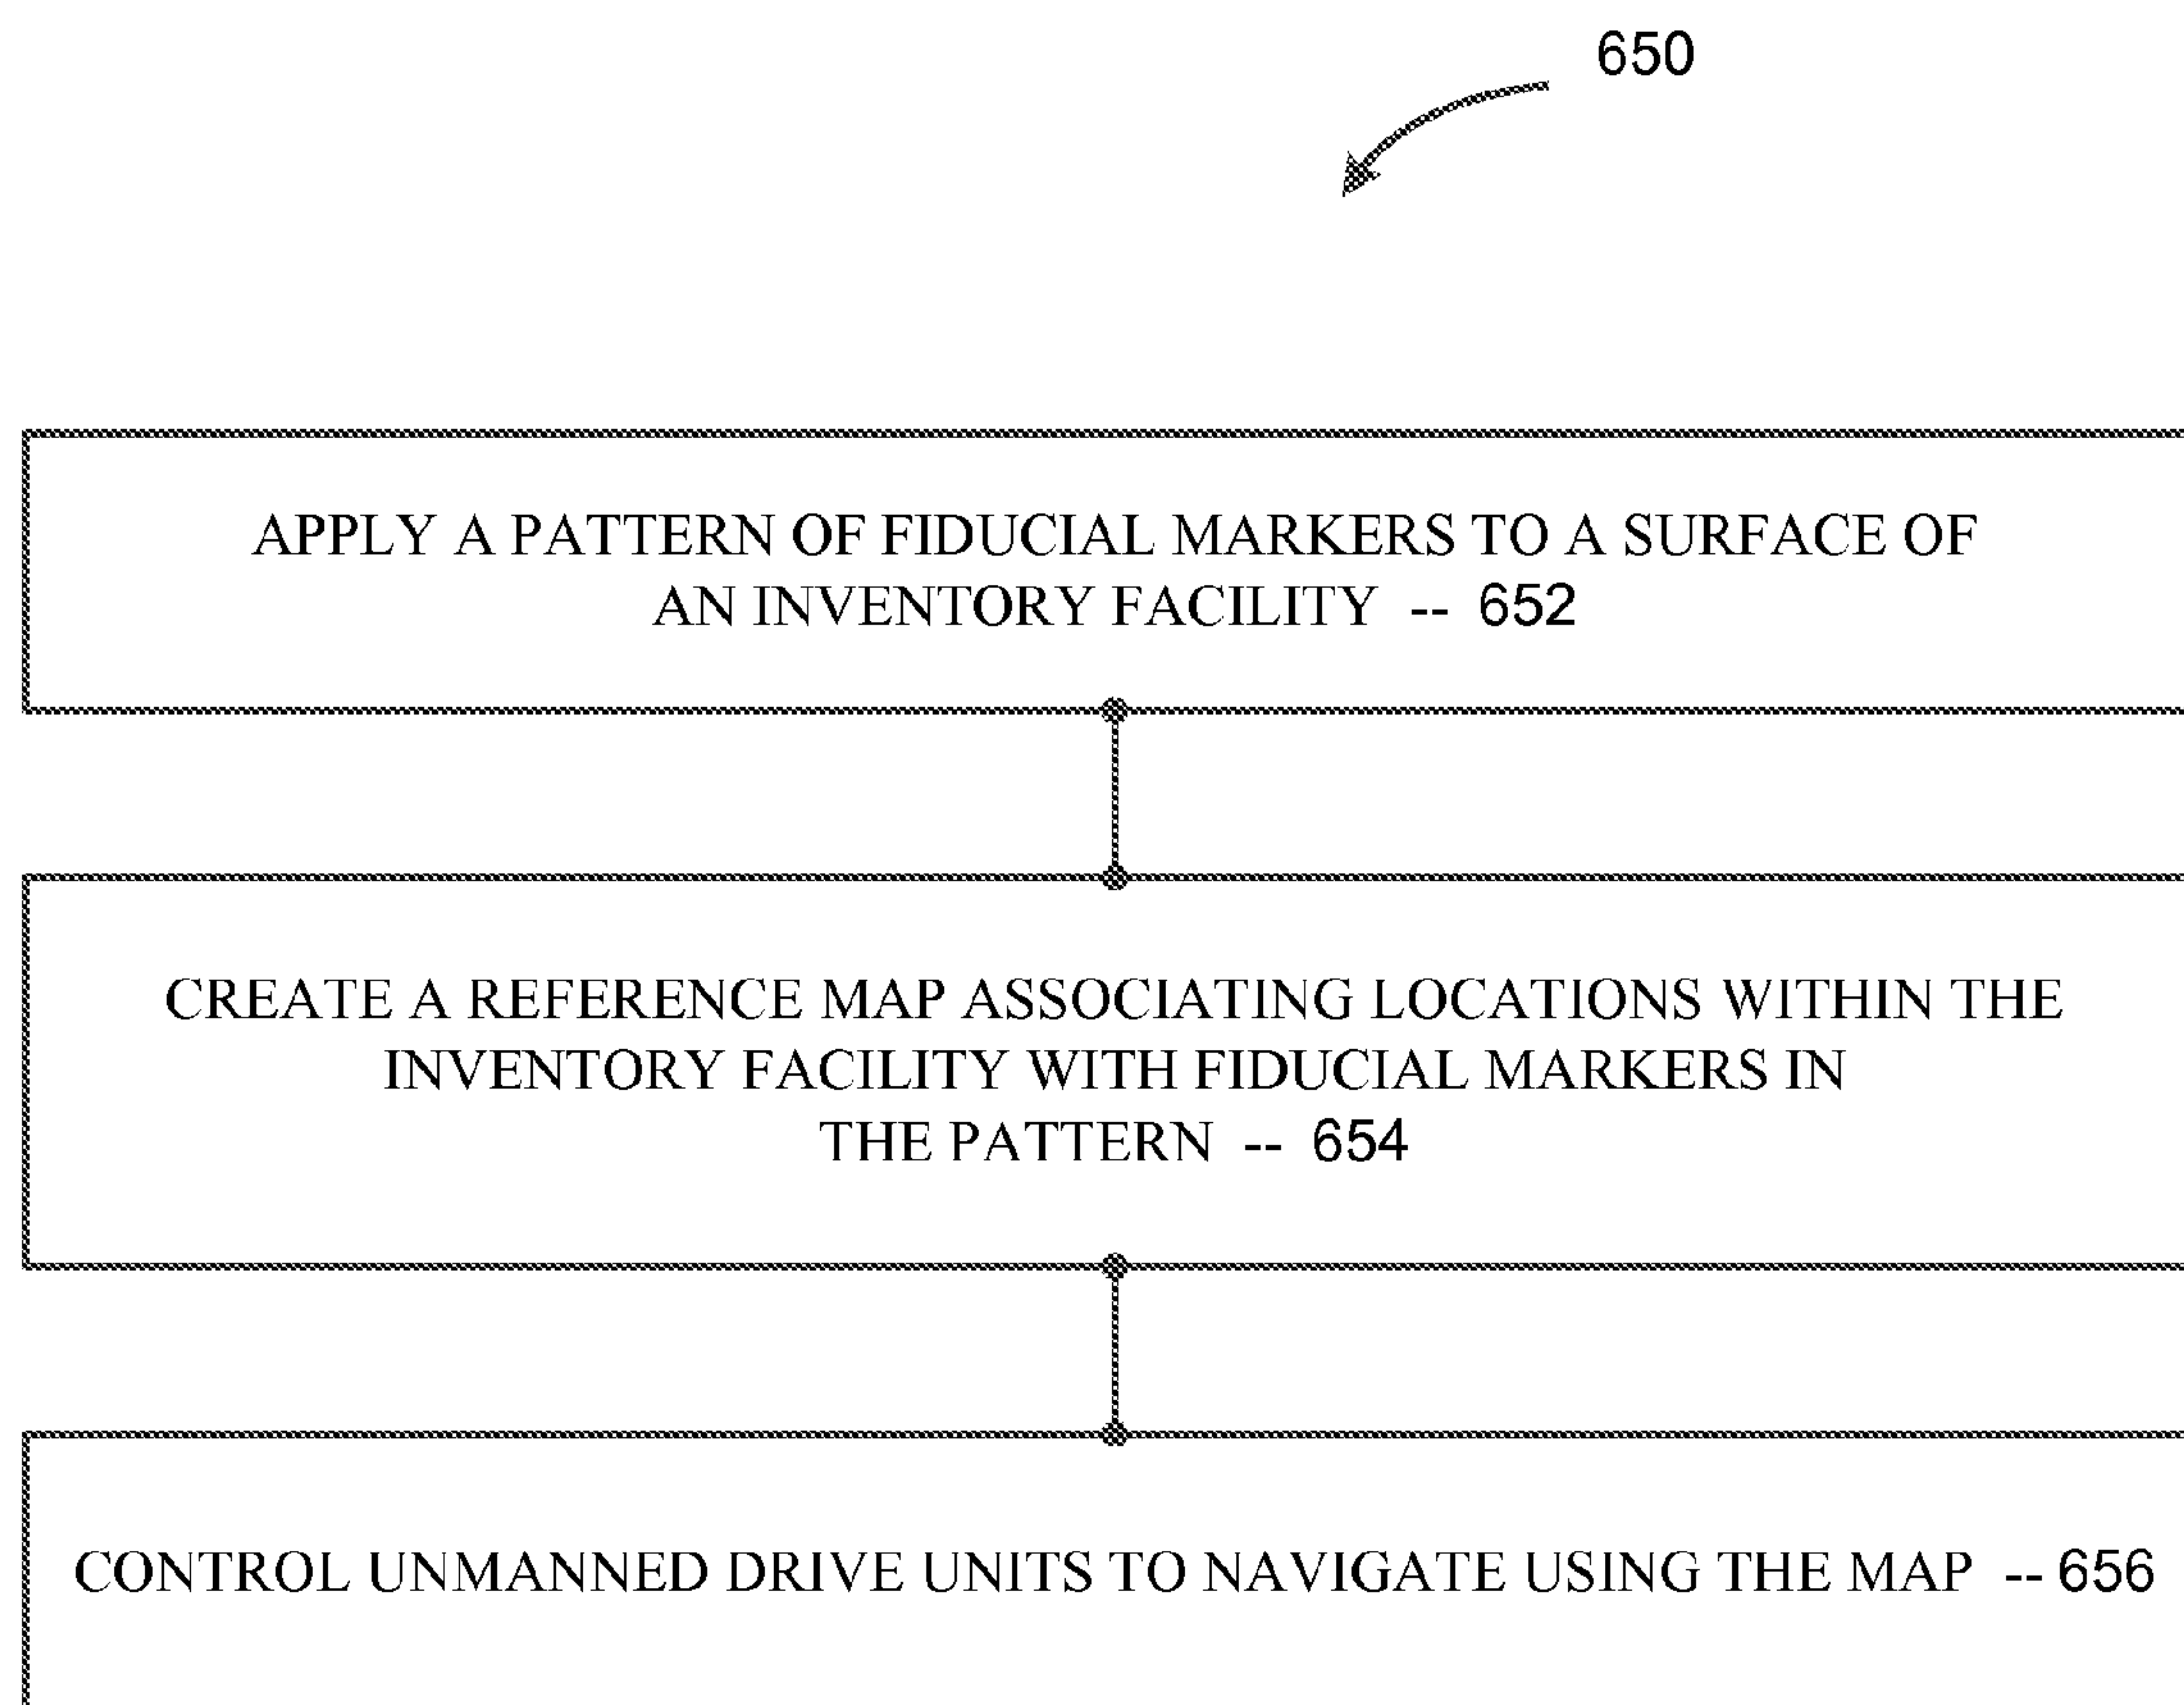 650
APPLY A PATTERN OF FIDUCIAL MARKERS TO A SURFACE OF
AN INVENTORY FACILITY -- 652
CREATE A REFERENCE MAP ASSOCIATING LOCATIONS WITHIN THE
INVENTORY FACILITY WITH FIDUCIAL MARKERS IN
THE PATTERN -- 654
CONTROL UNMANNED DRIVE UNITS TO NAVIGATE USING THE MAP -- 656